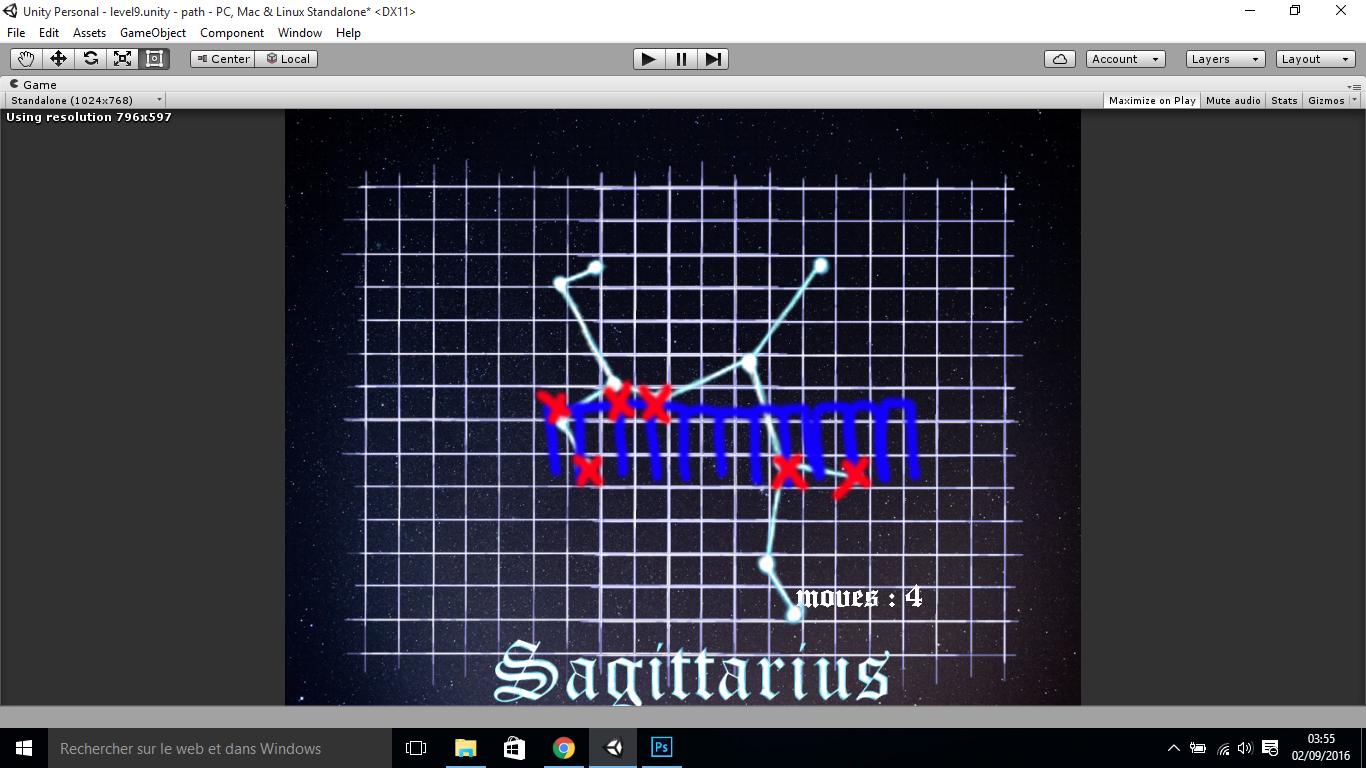 Unity Personal - level9.unity - path - PC, Mac & Linux Standalone* <DX11>
File Edit Assets GameObject Component Window Help
Center Local Account Layers Layout
Game
Standalone (1024x768) Maximize on Play Mute audio Stats Gizmos
Using resolution 796x597
moves : 4
Sagittarius
Rechercher sur le web et dans Windows
Ps
03:55
02/09/2016